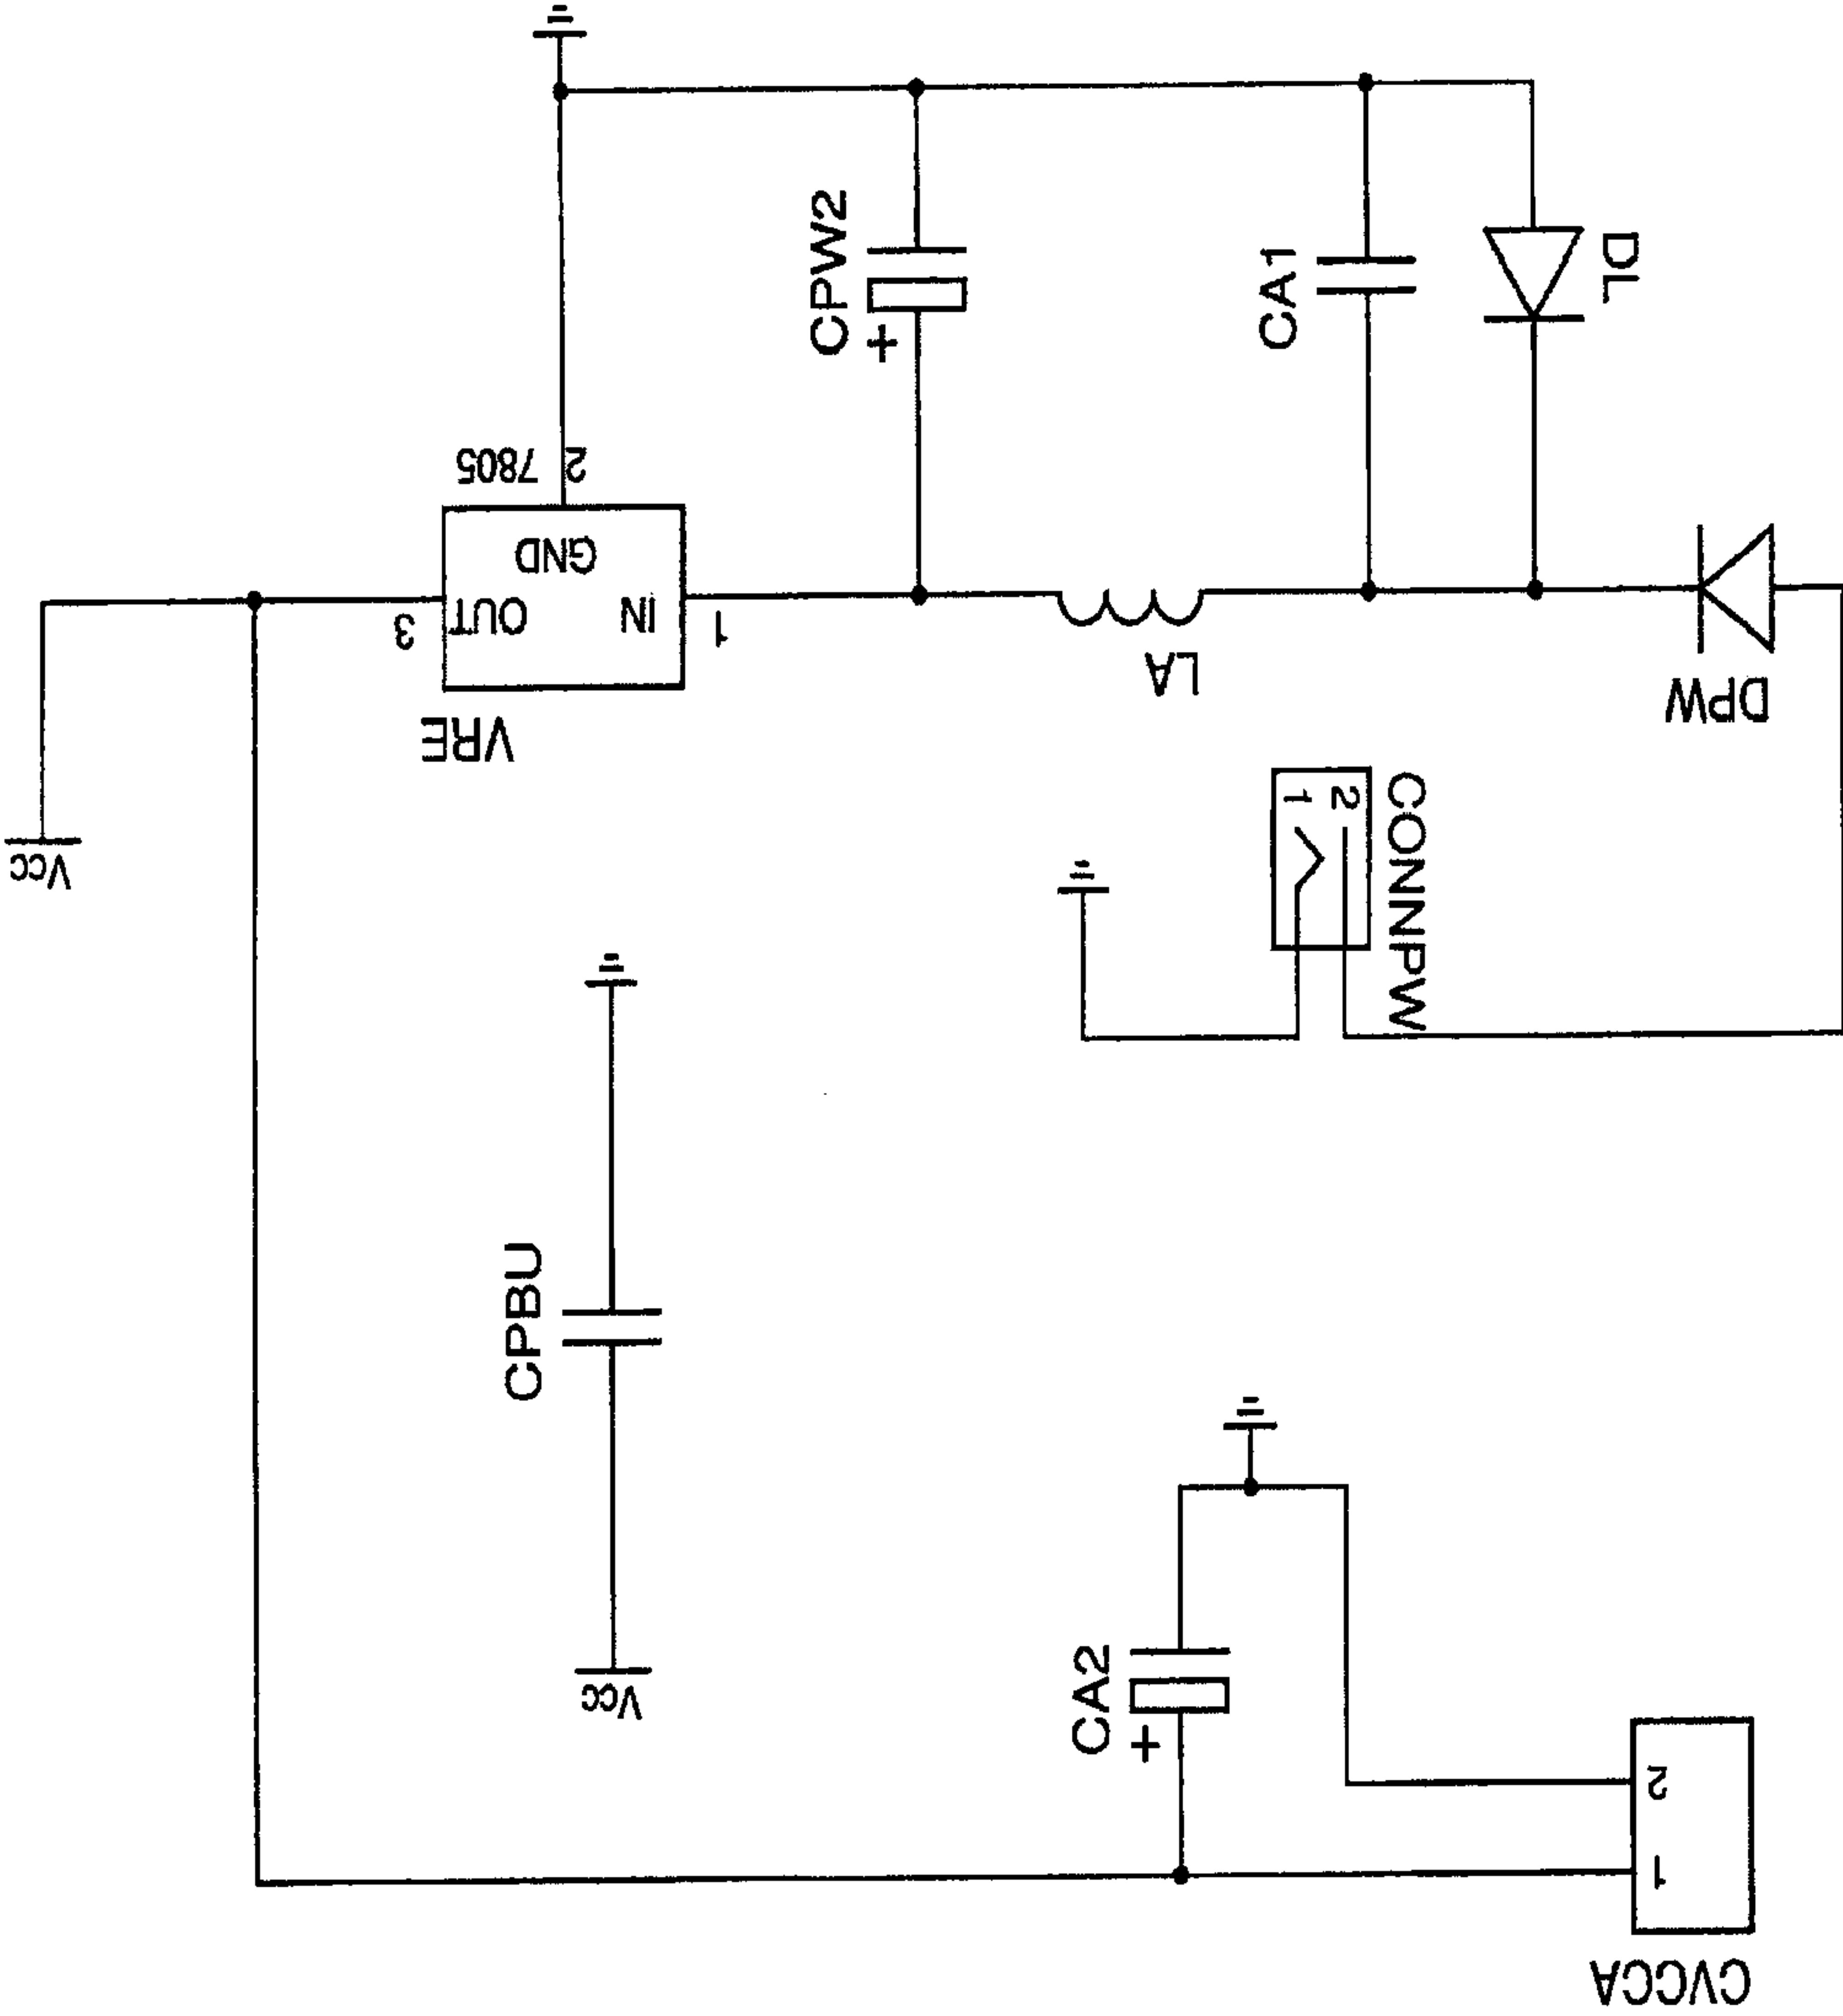 CPW2
+
CA1
DL
2 7805
GND
OUT
IN
3
1
VRE
LA
DPW
Vcc
1
2
CONNPW
CPBU
Vcc
CA2
+
2
1
CVCCA